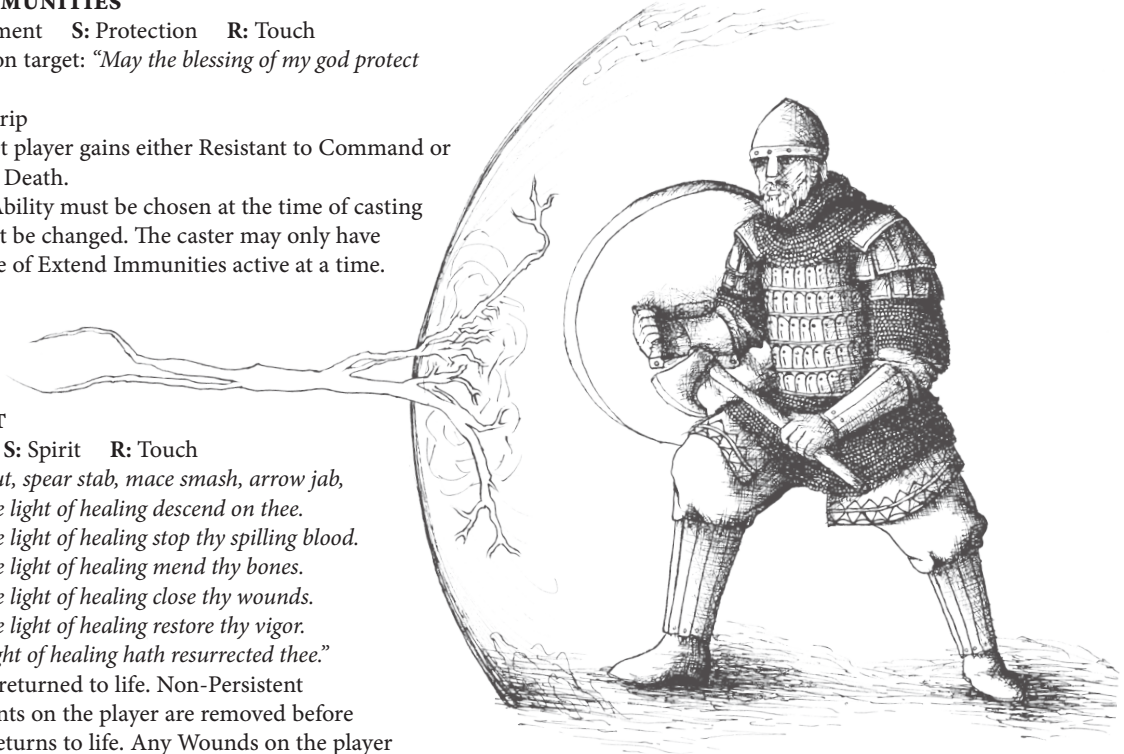 MUNITIES
ment S: Protection R: Touch
on target: “May the blessing of my god protect
rip
t player gains either Resistant to Command or
Death.
Ability must be chosen at the time of casting
t be changed. The caster may only have
e of Extend Immunities active at a time.
T
S: Spirit R: Touch
ut, spear stab, mace smash, arrow jab,
e light of healing descend on thee.
e light of healing stop thy spilling blood.
e light of healing mend thy bones.
e light of healing close thy wounds.
e light of healing restore thy vigor.
ght of healing hath resurrected thee.”
returned to life. Non-Persistent
nts on the player are removed before
eturns to life. Any Wounds on the player